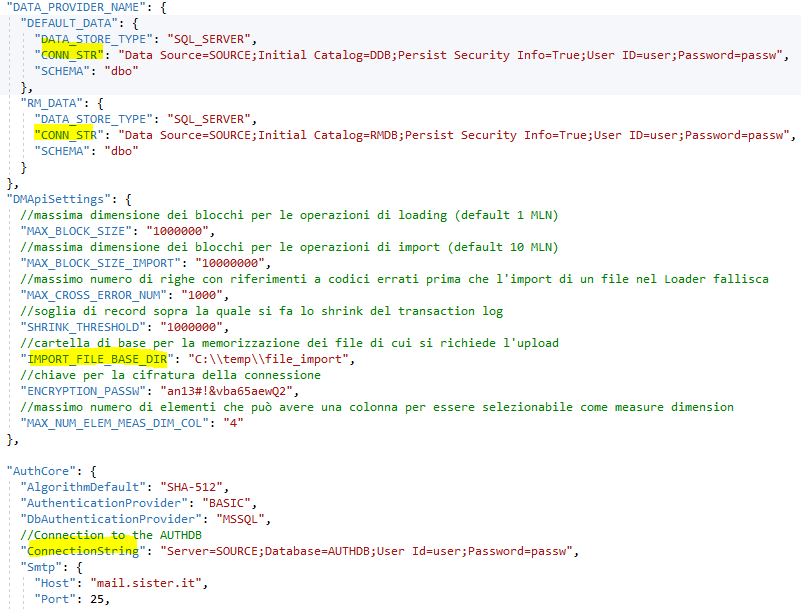 "DATA_PROVIDER_NAME": {
"DEFAULT_DATA": {
"DATA_STORE_TYPE": "SQL_SERVER",
"CONN_STR": "Data Source=SOURCE;Initial Catalog=DDB;Persist Security Info=True;User ID=user;Password=passw",
"SCHEMA": "dbo"
},
"RM_DATA": {
"DATA_STORE_TYPE": "SQL_SERVER",
"CONN_STR": "Data Source=SOURCE;Initial Catalog=RMDB;Persist Security Info=True;User ID=user;Password=passw",
"SCHEMA": "dbo"
}
},
"DMApiSettings": {
//massima dimensione dei blocchi per le operazioni di loading (default 1 MLN)
"MAX_BLOCK_SIZE": "1000000",
//massima dimensione dei blocchi per le operazioni di import (default 10 MLN)
"MAX_BLOCK_SIZE_IMPORT": "10000000",
//massimo numero di righe con riferimenti a codici errati prima che l'import di un file nel Loader fallisca
"MAX_CROSS_ERROR_NUM": "1000",
//soglia di record sopra la quale si fa lo shrink del transaction log
"SHRINK_THRESHOLD": "1000000",
//cartella di base per la memorizzazione dei file di cui si richiede l'upload
"IMPORT_FILE_BASE_DIR": "C:\\temp\\file_import",
//chiave per la cifratura della connessione
"ENCRYPTION_PASSW": "an13#!&vba65aewQ2",
//massimo numero di elementi che può avere una colonna per essere selezionabile come measure dimension
"MAX_NUM_ELEM_MEAS_DIM_COL": "4"
},
"AuthCore": {
"AlgorithmDefault": "SHA-512",
"AuthenticationProvider": "BASIC",
"DbAuthenticationProvider": "MSSQL",
//Connection to the AUTHDB
"ConnectionString": "Server=SOURCE;Database=AUTHDB;User Id=user;Password=passw",
"Smtp": {
"Host": "mail.sister.it",
"Port": 25,